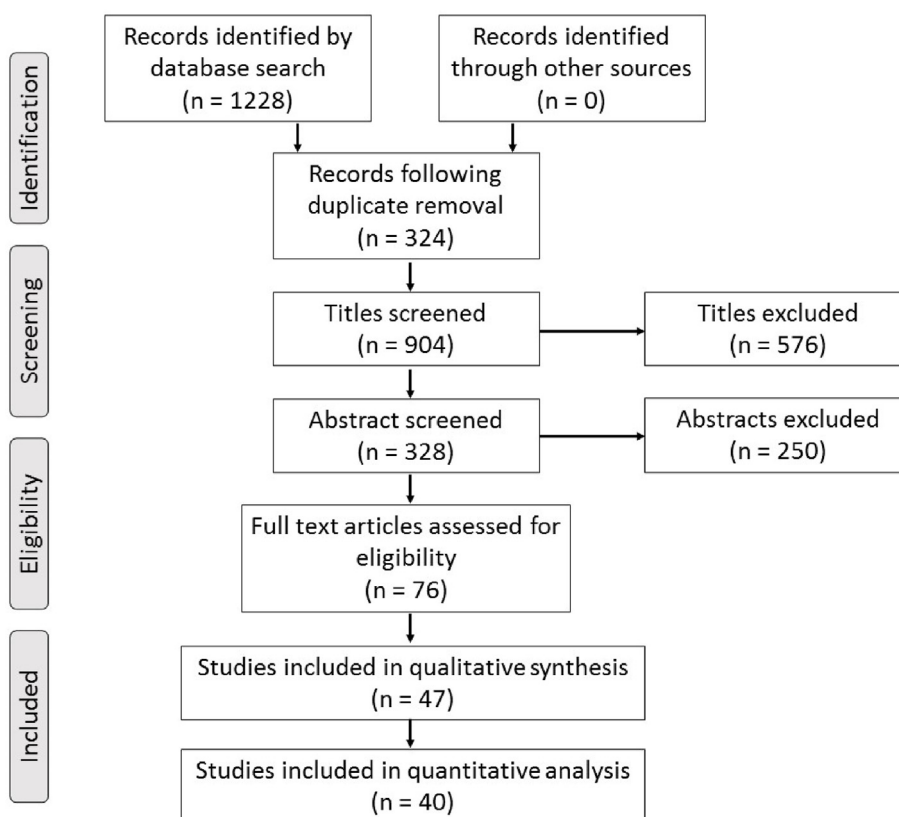 Identification
Records identified by
database search
(n = 1228)
Records identified
through other sources
(n = 0)
Records following
duplicate removal
(n = 324)
Screening
Titles screened
(n = 904)
Titles excluded
(n = 576)
Abstract screened
(n = 328)
Abstracts excluded
(n = 250)
Eligibility
Full text articles assessed for
eligibility
(n = 76)
Included
Studies included in qualitative synthesis
(n = 47)
Studies included in quantitative analysis
(n = 40)